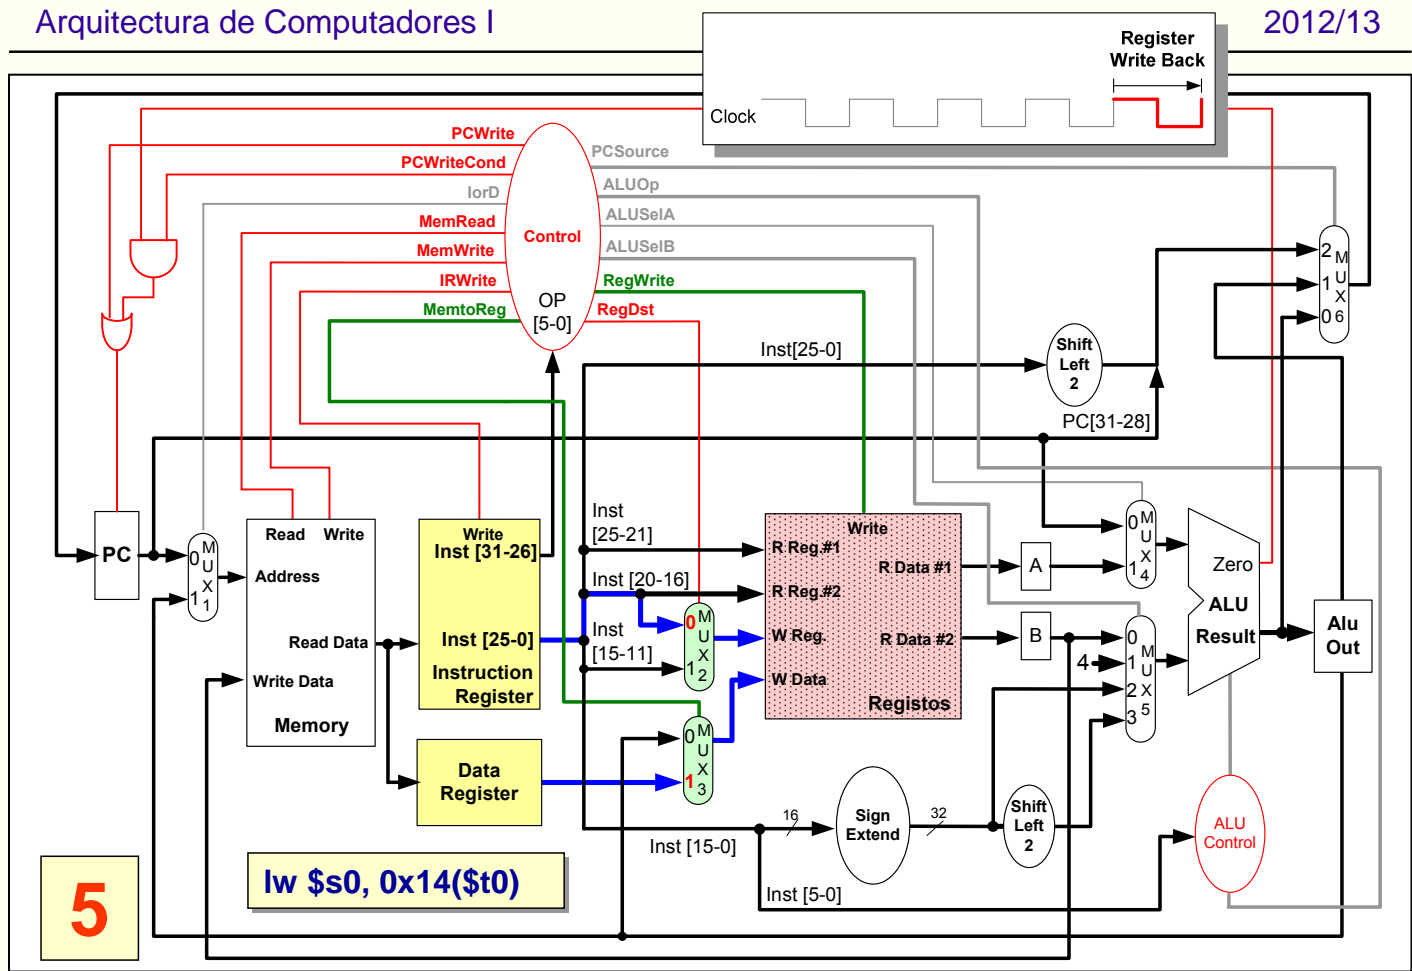 Arquitectura de Computadores I
2012/13
Register
Write Back
Clock
PCWrite
PCWriteCond
IorD
MemRead
MemWrite
IRWrite
MemtoReg
Control
OP
[5-0]
PCSource
ALUOp
ALUSelA
ALUSelB
RegWrite
RegDst
2
1
0
M
U
X
6
Inst[25-0]
Shift
Left
2
PC[31-28]
PC
0
1
M
U
X
1
Read
Write
Address
Read Data
Write Data
Memory
Write
Inst [31-26]
Inst [25-0]
Instruction
Register
Data
Register
Inst
[25-21]
Inst [20-16]
Inst
[15-11]
0
1
M
U
X
2
0
1
M
U
X
3
Write
R Reg.#1
R Reg.#2
W Reg.
W Data
R Data #1
R Data #2
Registos
A
B
0
1
M
U
X
4
4
0
1
2
3
M
U
X
5
Zero
ALU
Result
Alu
Out
16
Sign
Extend
32
Shift
Left
2
ALU
Control
Inst [15-0]
Inst [5-0]
5
lw $s0, 0x14($t0)